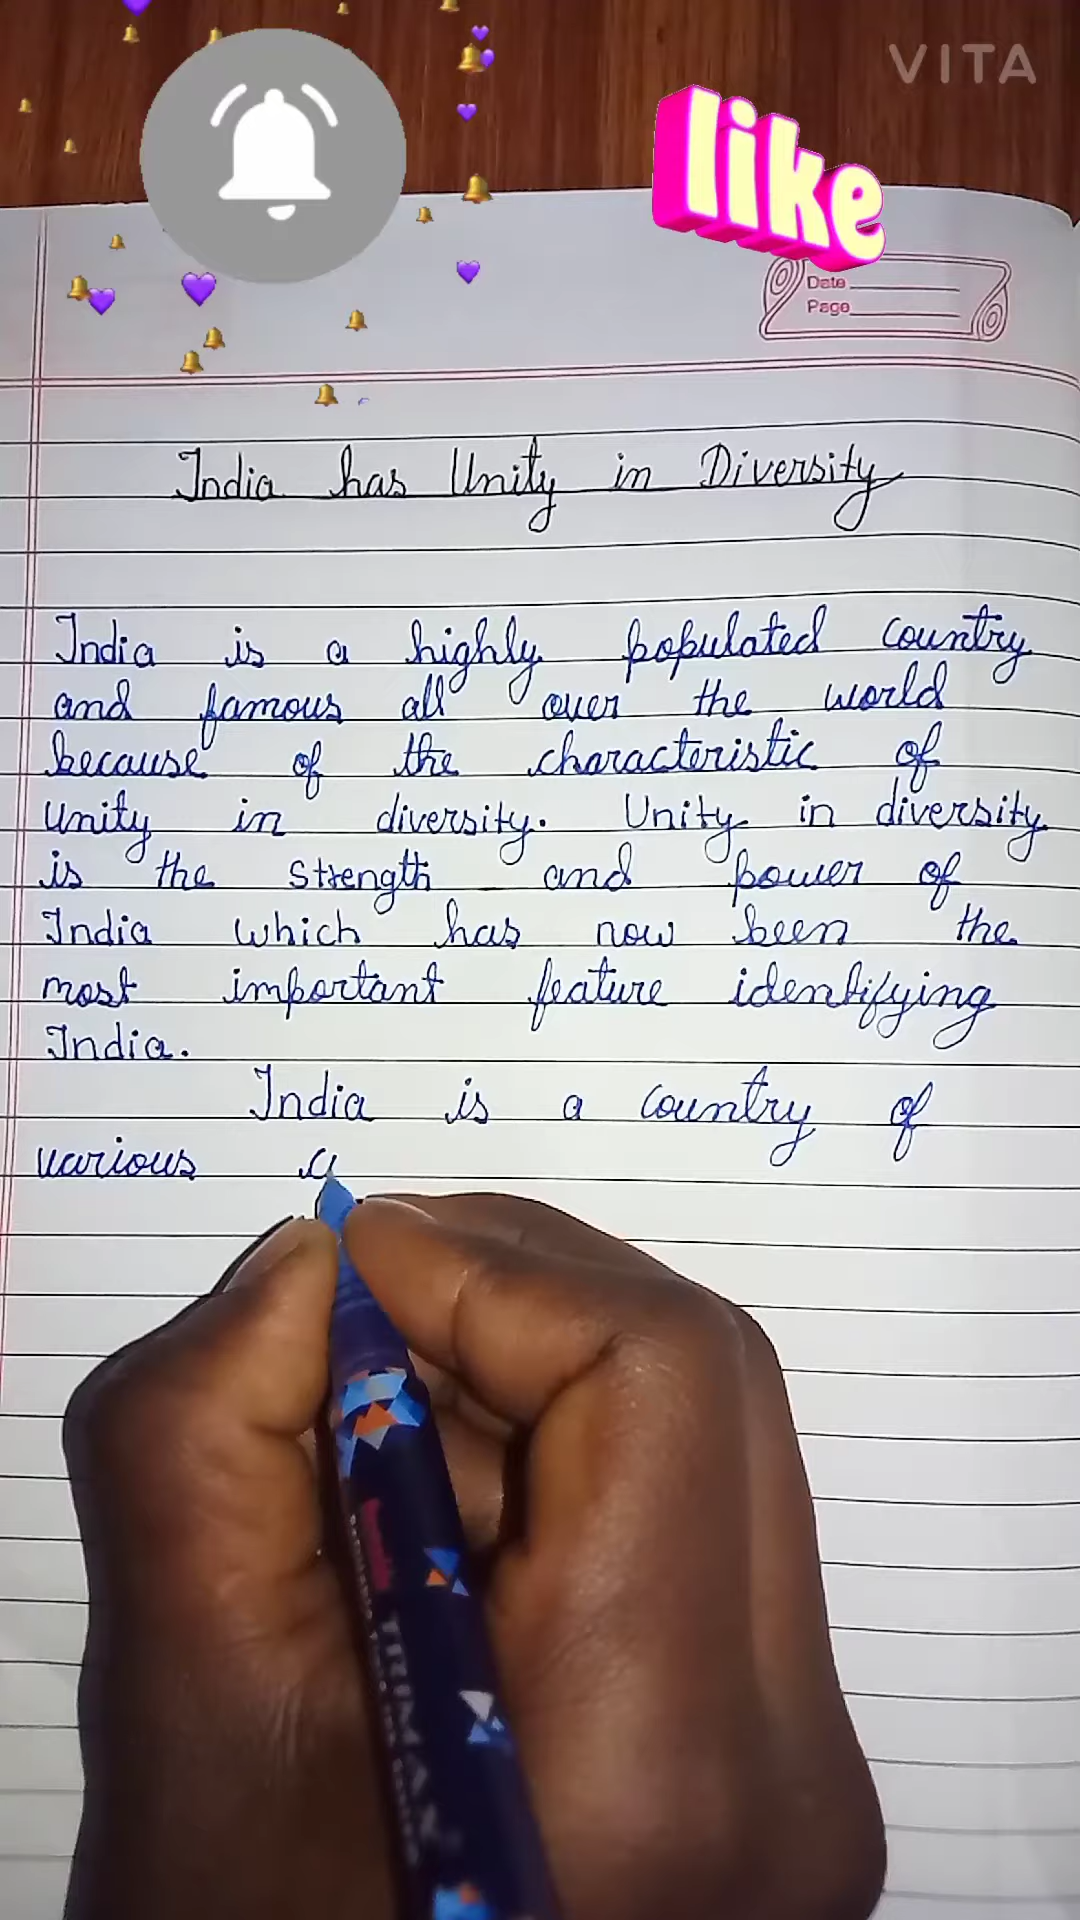 VITA
like
Date
Page
India has Unity in Diversity
India is a highly populated country
and famous all over the world
because of the characteristic of
unity in diversity. Unity in diversity
is the strength and power of
India which has now been the
most important feature identifying
India.
India is a country of
various
TRIMAX